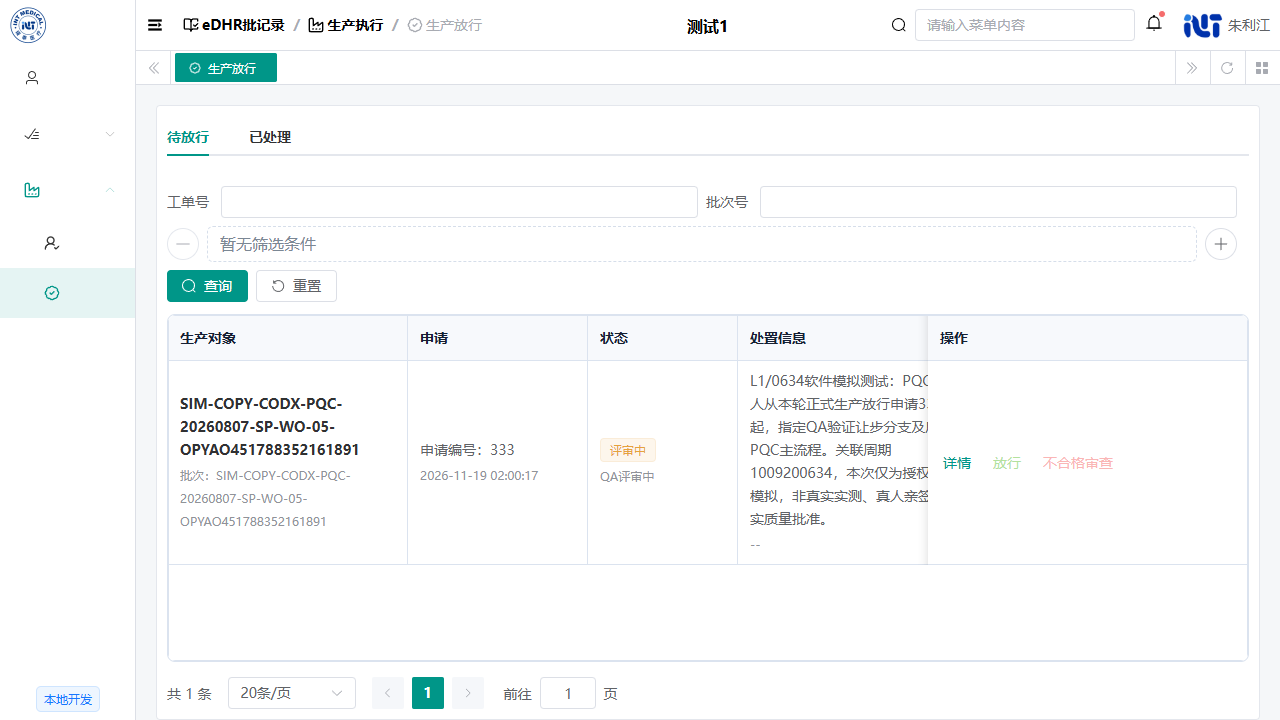 eDHR批记录 / 生产执行 / 生产放行
测试1
请输入菜单内容
朱利江
生产放行
待放行
已处理
工单号
批次号
暂无筛选条件
查询
重置
生产对象
申请
状态
处置信息
操作
SIM-COPY-CODX-PQC-
20260807-SP-WO-05-
OPYAO451788352161891
批次：SIM-COPY-CODX-PQC-
20260807-SP-WO-05-
OPYAO451788352161891
申请编号：333
2026-11-19 02:00:17
评审中
QA评审中
L1/0634软件模拟测试：PQC
人从本轮正式生产放行申请3
起，指定QA验证让步分支及
PQC主流程。关联周期
1009200634，本次仅为授权
模拟，非真实实测、真人亲签
实质量批准。
--
详情
放行
不合格审查
共 1 条
20条/页
1
前往
1
页
本地开发